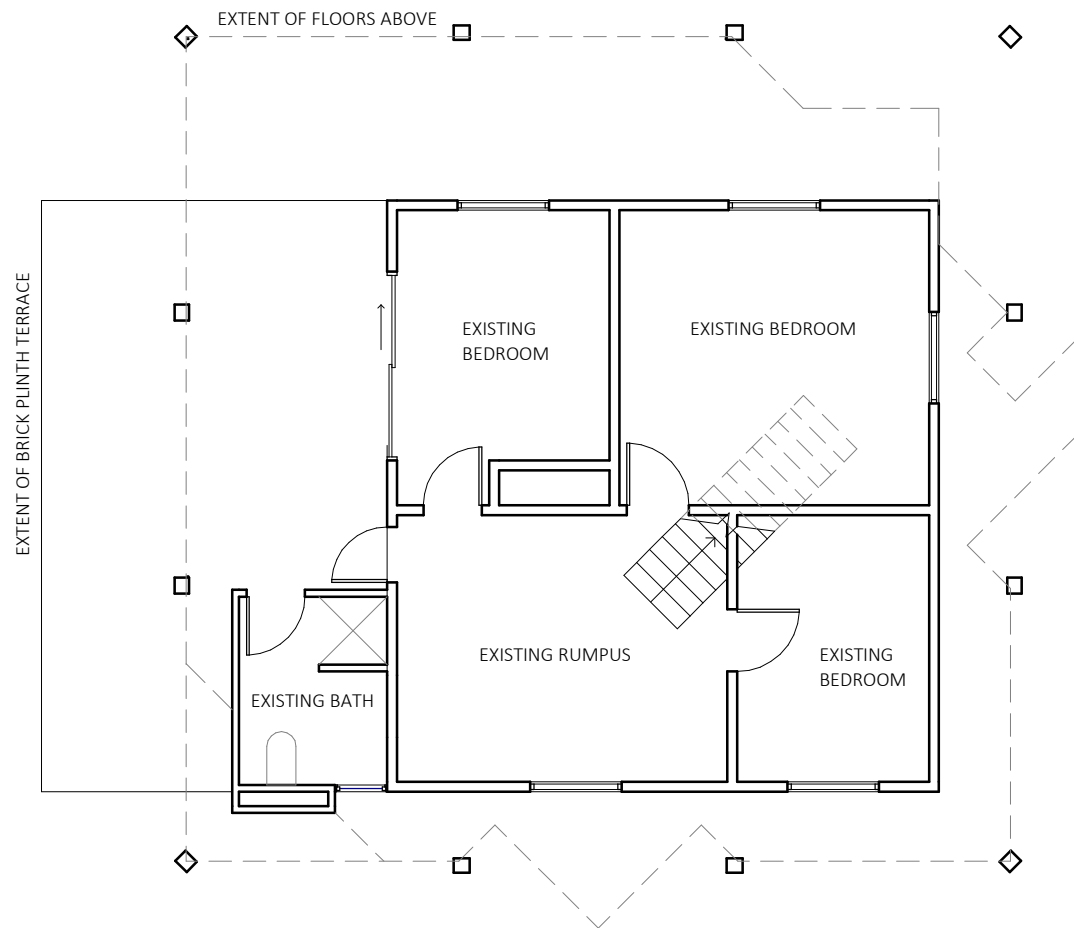 EXTENT OF FLOORS ABOVE
EXTENT OF BRICK PLINTH TERRACE
EXISTING
BEDROOM
EXISTING BEDROOM
EXISTING RUMPUS
EXISTING
BEDROOM
EXISTING BATH